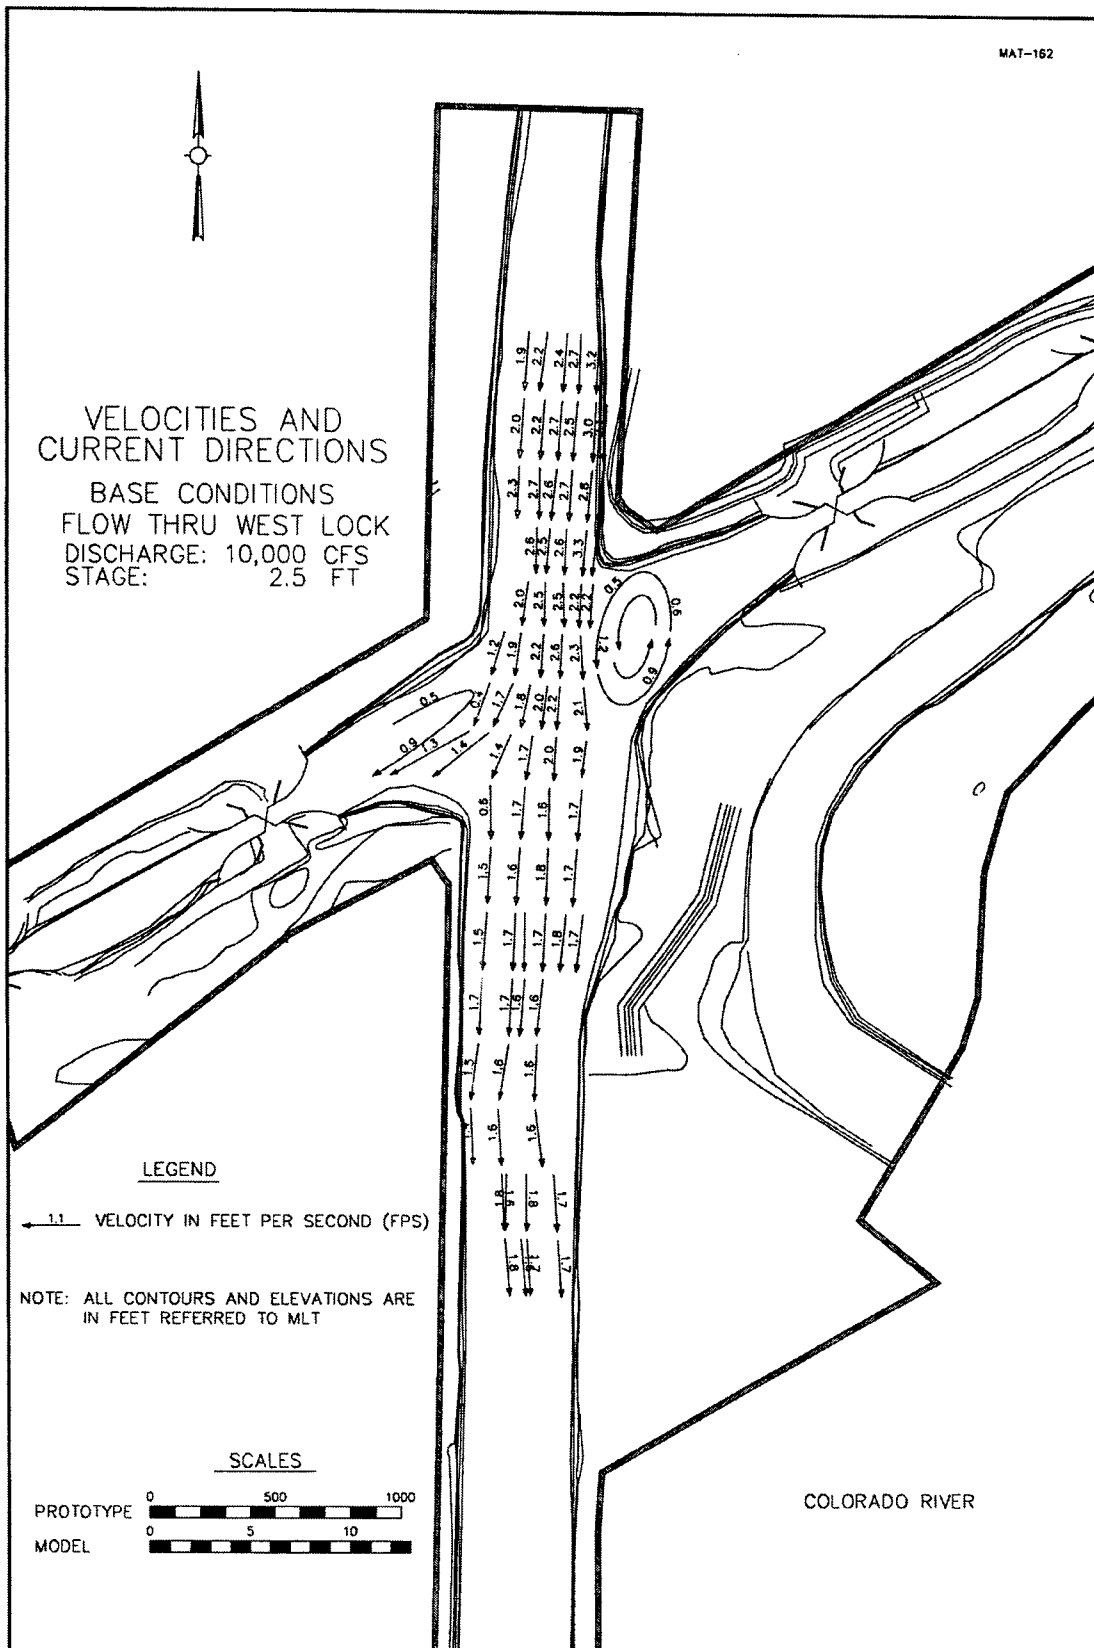 MAT-162
VELOCITIES AND
CURRENT DIRECTIONS
BASE CONDITIONS
FLOW THRU WEST LOCK
DISCHARGE: 10,000 CFS
STAGE: 2.5 FT
1.9 2.2 2.4 2.7 3.2
2.0 2.2 2.7 2.5 3.0
2.3 2.7 2.6 2.7 2.8
2.6 2.5 2.6 3.3
2.0 2.5 2.5 2.2 2.2 0.5 0.6
1.2 1.9 2.2 2.6 2.3 1.2 0.9
0.5 0.4 1.7 1.8 2.0 2.2 2.1
0.9 1.3 1.4 1.4 1.7 2.0 1.9
0.6 1.7 1.6 1.7
1.5 1.6 1.8 1.7
1.5 1.7 1.7 1.8 1.7
1.7 1.7 1.6 1.6
1.5 1.6 1.6
1.6 1.6
1.8 1.6 1.8 1.7
1.8 1.7 1.7
LEGEND
1.1 VELOCITY IN FEET PER SECOND (FPS)
NOTE: ALL CONTOURS AND ELEVATIONS ARE
IN FEET REFERRED TO MLT
SCALES
0 500 1000
PROTOTYPE
0 5 10
MODEL
COLORADO RIVER